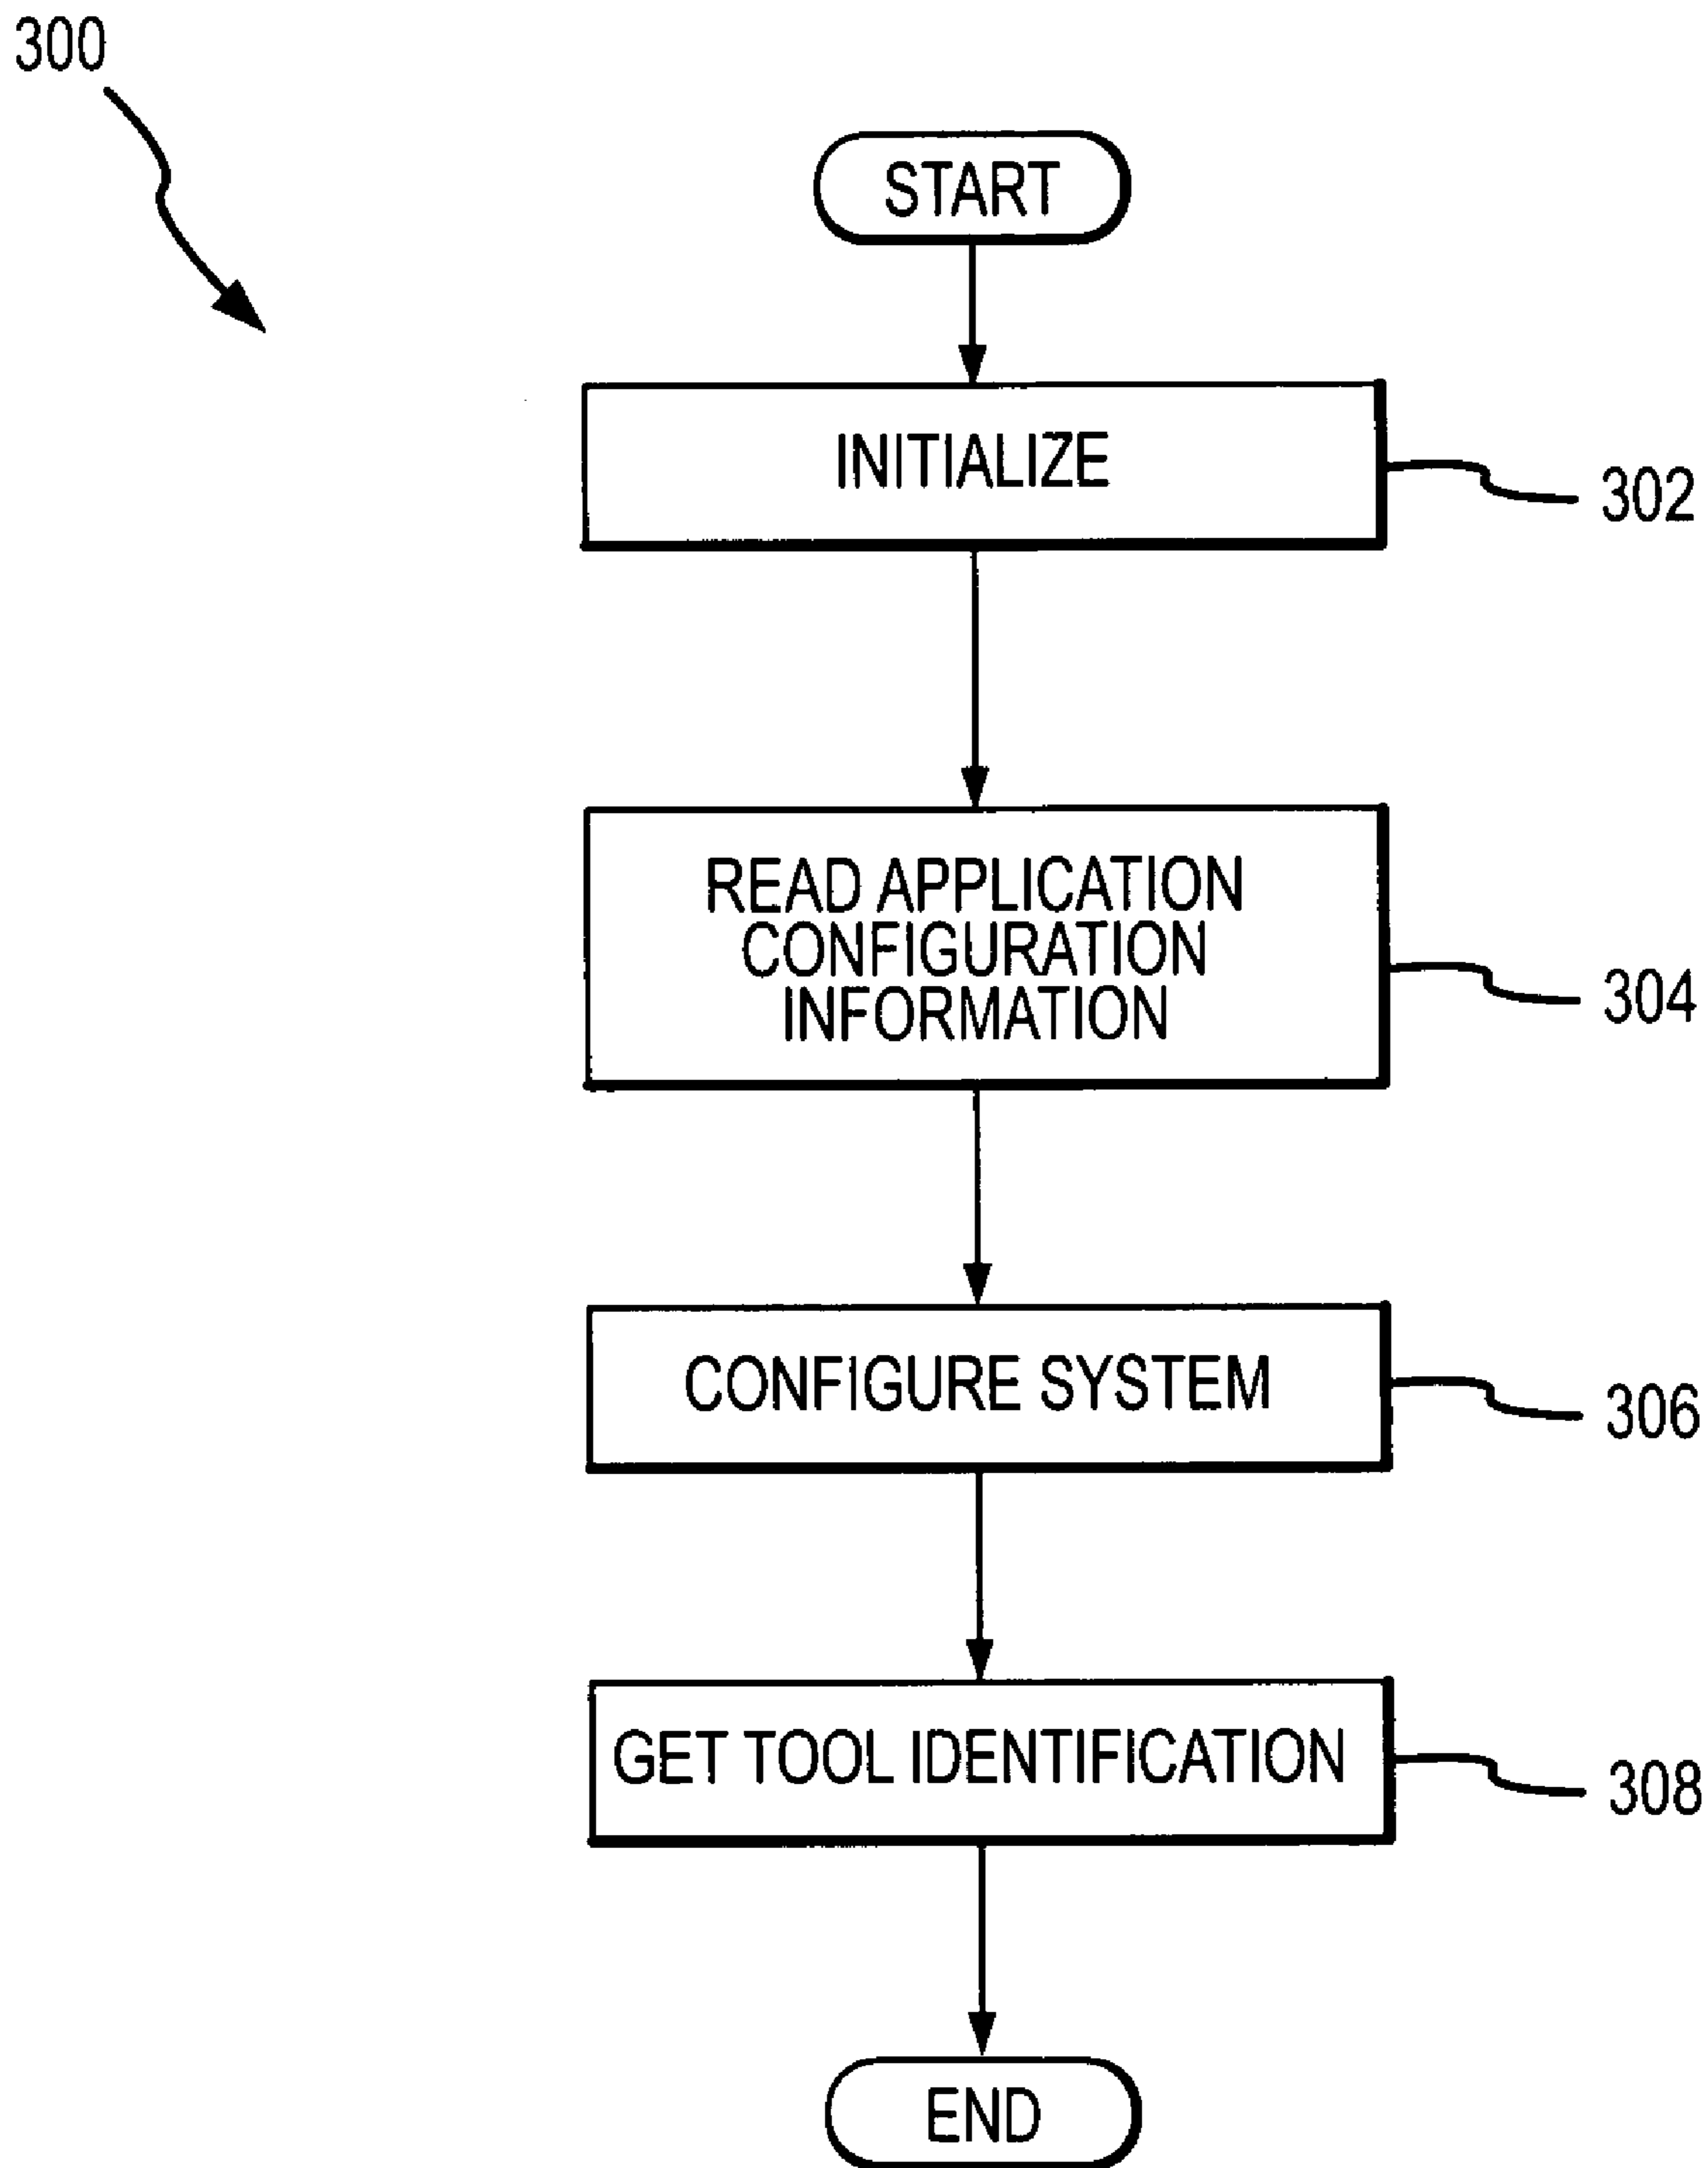 300
START
INITIALIZE
302
READ APPLICATION
CONFIGURATION
INFORMATION
304
CONFIGURE SYSTEM
306
GET TOOL IDENTIFICATION
308
END